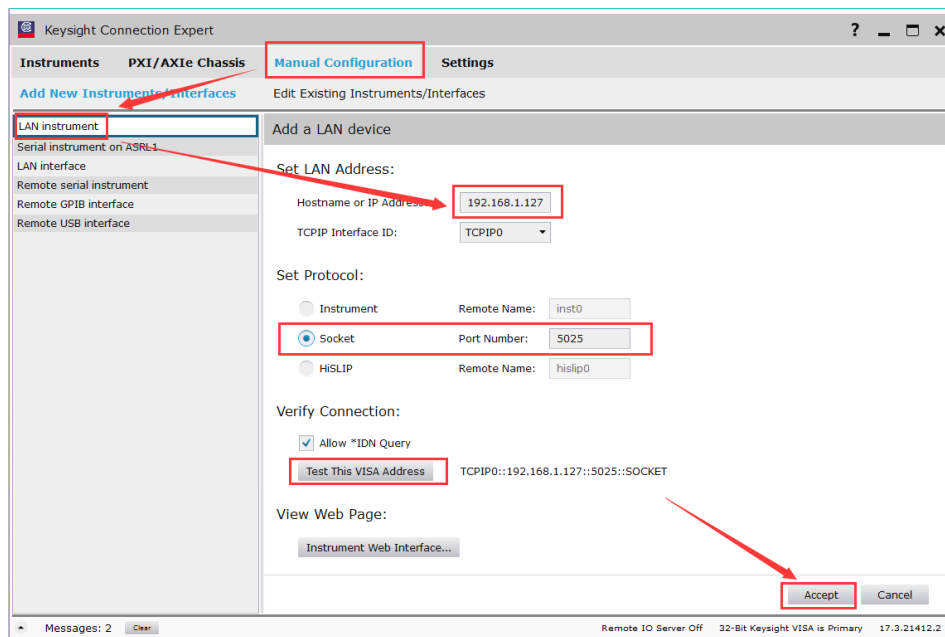 Keysight Connection Expert
Instruments PXI/AXIe Chassis Manual Configuration Settings
Add New Instruments/Interfaces Edit Existing Instruments/Interfaces
LAN instrument
Serial instrument on ASRL1
LAN interface
Remote serial instrument
Remote GPIB interface
Remote USB interface
Add a LAN device
Set LAN Address:
Hostname or IP Address: 192.168.1.127
TCPIP Interface ID: TCPIP0
Set Protocol:
Instrument Remote Name: inst0
Socket Port Number: 5025
HiSLIP Remote Name: hislip0
Verify Connection:
Allow *IDN Query
Test This VISA Address TCPIP0::192.168.1.127::5025::SOCKET
View Web Page:
Instrument Web Interface...
Accept Cancel
Messages: 2 Clear Remote IO Server Off 32-Bit Keysight VISA is Primary 17.3.21412.2